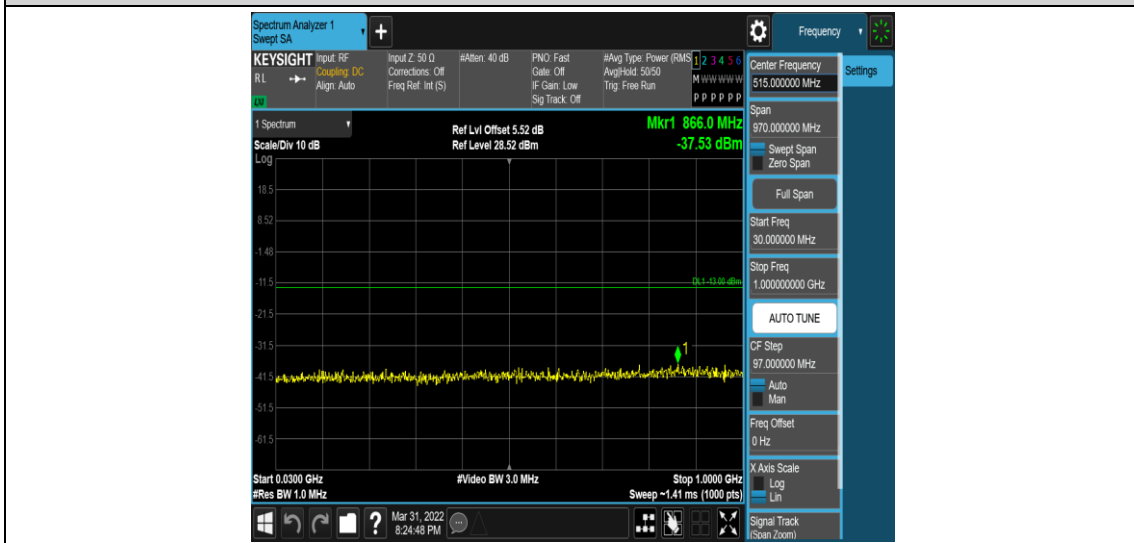 Spectrum Analyzer 1
Swept SA
+
Frequency
KEYSIGHT
RL
LXI
Input: RF
Coupling: DC
Align: Auto
Input Z: 50 Ω
Corrections: Off
Freq Ref: Int (S)
#Atten: 40 dB
PNO: Fast
Gate: Off
IF Gain: Low
Sig Track: Off
#Avg Type: Power (RMS
Avg|Hold: 50/50
Trig: Free Run
1 2 3 4 5 6
M W W W W W
P P P P P P
1 Spectrum
Scale/Div 10 dB
Ref Lvl Offset 5.52 dB
Ref Level 28.52 dBm
Mkr1 866.0 MHz
-37.53 dBm
Log
18.5
8.52
-1.48
-11.5
DL1 -13.00 dBm
-21.5
-31.5
1
-41.5
-51.5
-61.5
Start 0.0300 GHz
#Res BW 1.0 MHz
#Video BW 3.0 MHz
Stop 1.0000 GHz
Sweep ~1.41 ms (1000 pts)
Mar 31, 2022
8:24:48 PM
Center Frequency
515.000000 MHz
Settings
Span
970.000000 MHz
Swept Span
Zero Span
Full Span
Start Freq
30.000000 MHz
Stop Freq
1.000000000 GHz
AUTO TUNE
CF Step
97.000000 MHz
Auto
Man
Freq Offset
0 Hz
X Axis Scale
Log
Lin
Signal Track
(Span Zoom)